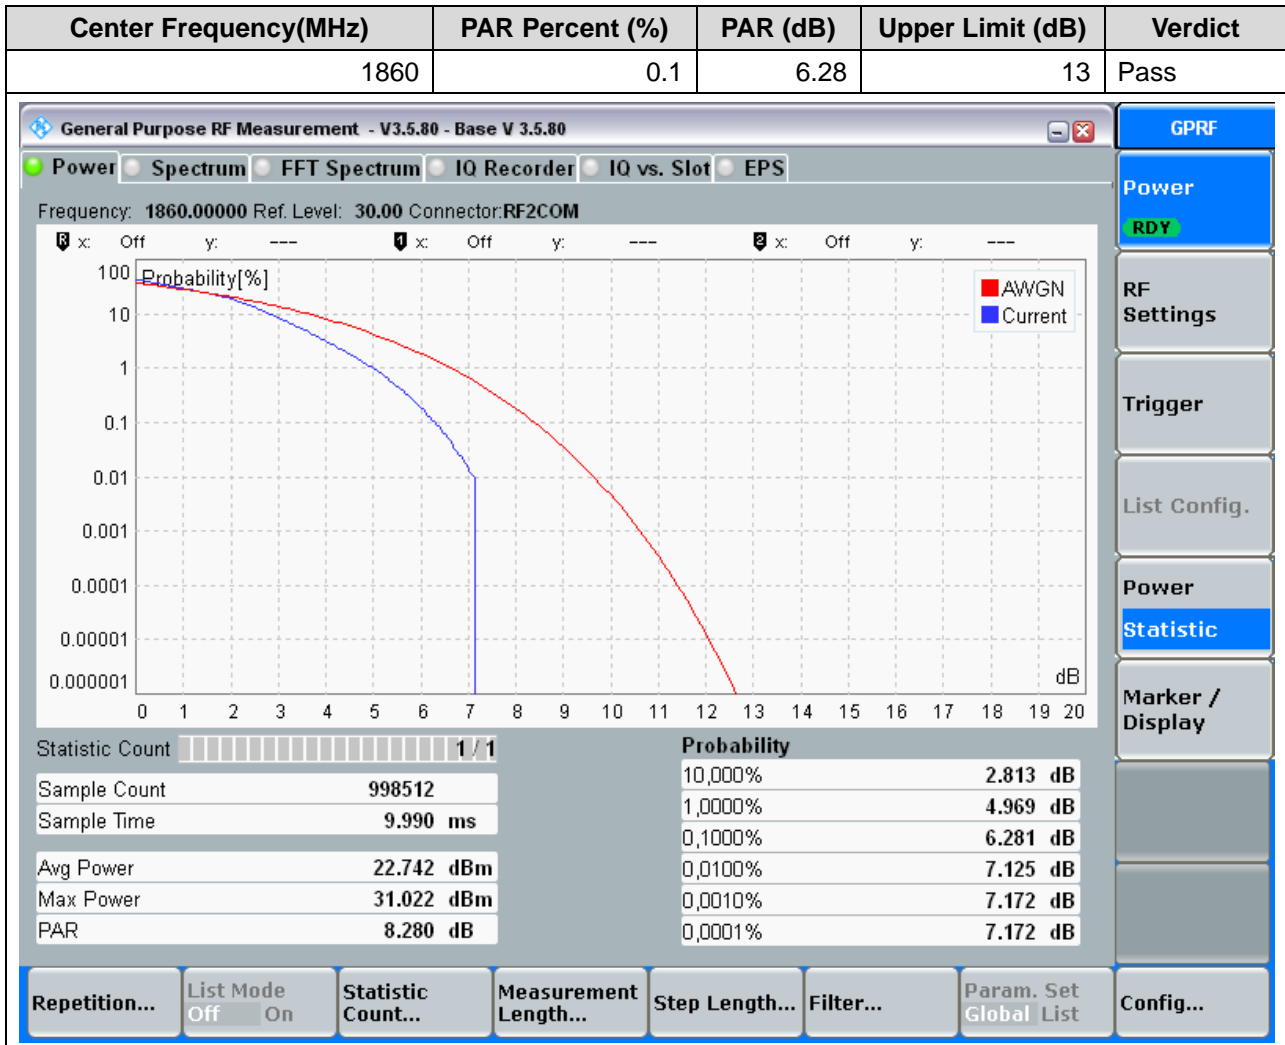 Center Frequency(MHz) PAR Percent (%) PAR (dB) Upper Limit (dB) Verdict
1860 0.1 6.28 13 Pass
General Purpose RF Measurement - V3.5.80 - Base V 3.5.80
GPRF
Power Spectrum FFT Spectrum IQ Recorder IQ vs. Slot EPS
Frequency: 1860.00000 Ref. Level: 30.00 Connector:RF2COM
R x: Off y: --- 1 x: Off y: --- 2 x: Off y: ---
Probability[%]
AWGN
Current
100
10
1
0.1
0.01
0.001
0.0001
0.00001
0.000001
dB
0 1 2 3 4 5 6 7 8 9 10 11 12 13 14 15 16 17 18 19 20
Statistic Count 1 / 1
Sample Count 998512
Sample Time 9.990 ms
Avg Power 22.742 dBm
Max Power 31.022 dBm
PAR 8.280 dB
Probability
10,000% 2.813 dB
1,0000% 4.969 dB
0,1000% 6.281 dB
0,0100% 7.125 dB
0,0010% 7.172 dB
0,0001% 7.172 dB
Power
RDY
RF
Settings
Trigger
List Config.
Power
Statistic
Marker /
Display
Repetition...
List Mode
Off On
Statistic
Count...
Measurement
Length...
Step Length...
Filter...
Param. Set
Global List
Config...